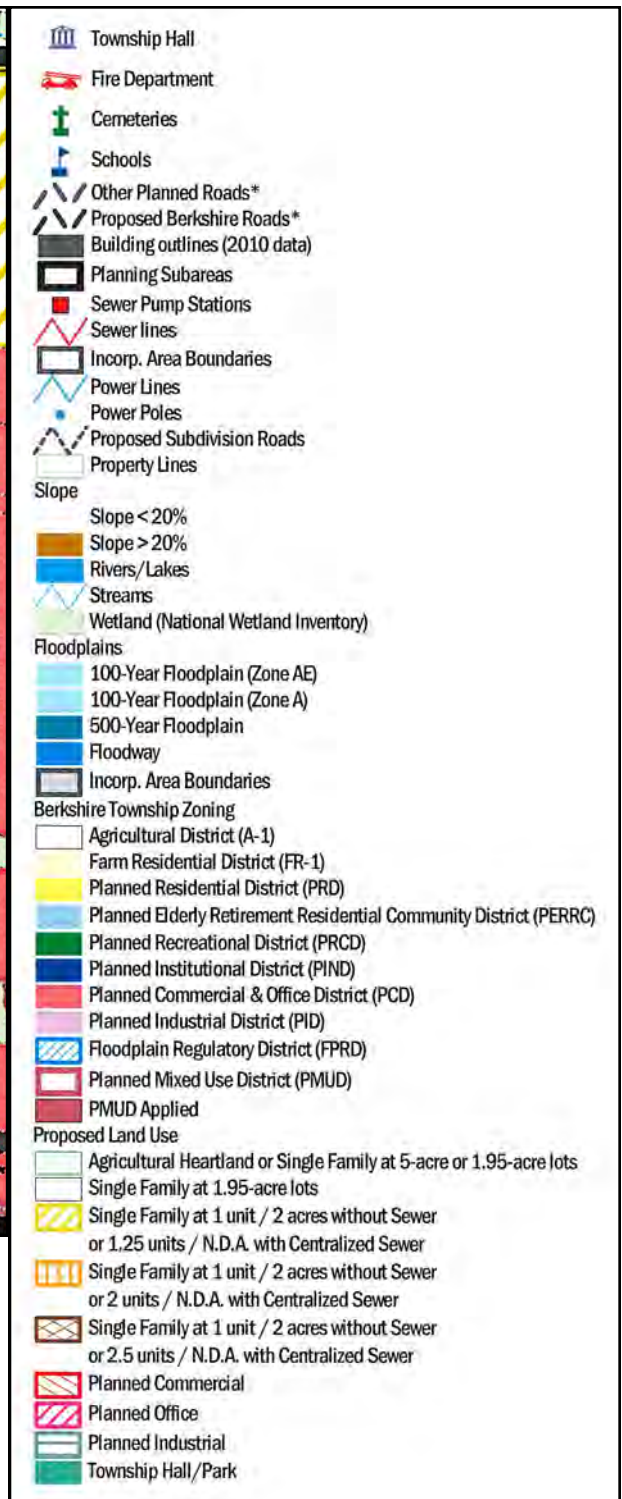 Township Hall
Fire Department
Cemeteries
Schools
Other Planned Roads*
Proposed Berkshire Roads*
Building outlines (2010 data)
Planning Subareas
Sewer Pump Stations
Sewer lines
Incorp. Area Boundaries
Power Lines
Power Poles
Proposed Subdivision Roads
Property Lines
Slope
Slope < 20%
Slope > 20%
Rivers/Lakes
Streams
Wetland (National Wetland Inventory)
Floodplains
100-Year Floodplain (Zone AE)
100-Year Floodplain (Zone A)
500-Year Floodplain
Floodway
Incorp. Area Boundaries
Berkshire Township Zoning
Agricultural District (A-1)
Farm Residential District (FR-1)
Planned Residential District (PRD)
Planned Elderly Retirement Residential Community District (PERRC)
Planned Recreational District (PRCD)
Planned Institutional District (PIND)
Planned Commercial & Office District (PCD)
Planned Industrial District (PID)
Floodplain Regulatory District (FPRD)
Planned Mixed Use District (PMUD)
PMUD Applied
Proposed Land Use
Agricultural Heartland or Single Family at 5-acre or 1.95-acre lots
Single Family at 1.95-acre lots
Single Family at 1 unit / 2 acres without Sewer
or 1.25 units / N.D.A. with Centralized Sewer
Single Family at 1 unit / 2 acres without Sewer
or 2 units / N.D.A. with Centralized Sewer
Single Family at 1 unit / 2 acres without Sewer
or 2.5 units / N.D.A. with Centralized Sewer
Planned Commercial
Planned Office
Planned Industrial
Township Hall/Park